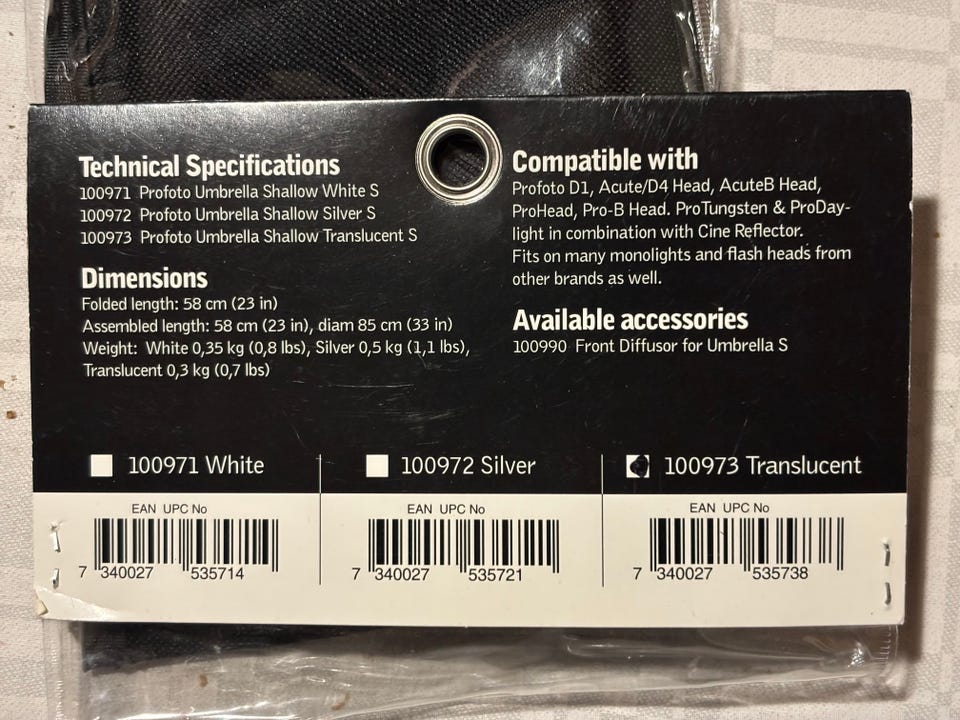 Technical Specifications
100971 Profoto Umbrella Shallow White S
100972 Profoto Umbrella Shallow Silver S
100973 Profoto Umbrella Shallow Translucent S
Dimensions
Folded length: 58 cm (23 in)
Assembled length: 58 cm (23 in), diam 85 cm (33 in)
Weight: White 0,35 kg (0,8 lbs), Silver 0,5 kg (1,1 lbs),
Translucent 0,3 kg (0,7 lbs)
Compatible with
Profoto D1, Acute/D4 Head, AcuteB Head,
ProHead, Pro-B Head. ProTungsten & ProDay-
light in combination with Cine Reflector.
Fits on many monolights and flash heads from
other brands as well.
Available accessories
100990 Front Diffusor for Umbrella S
100971 White
100972 Silver
100973 Translucent
EAN UPC No
7 340027 535714
EAN UPC No
7 340027 535721
EAN UPC No
7 340027 535738